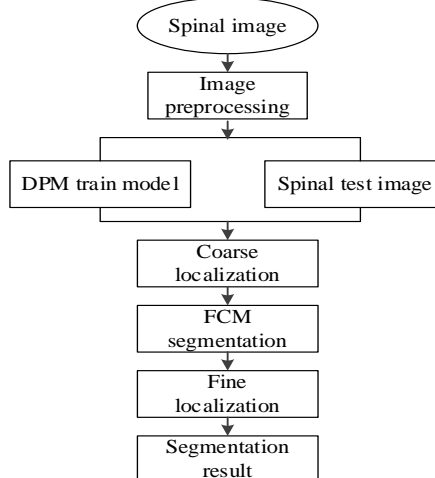 Spinal image
Image
preprocessing
DPM train model
Spinal test image
Coarse
localization
FCM
segmentation
Fine
localization
Segmentation
result